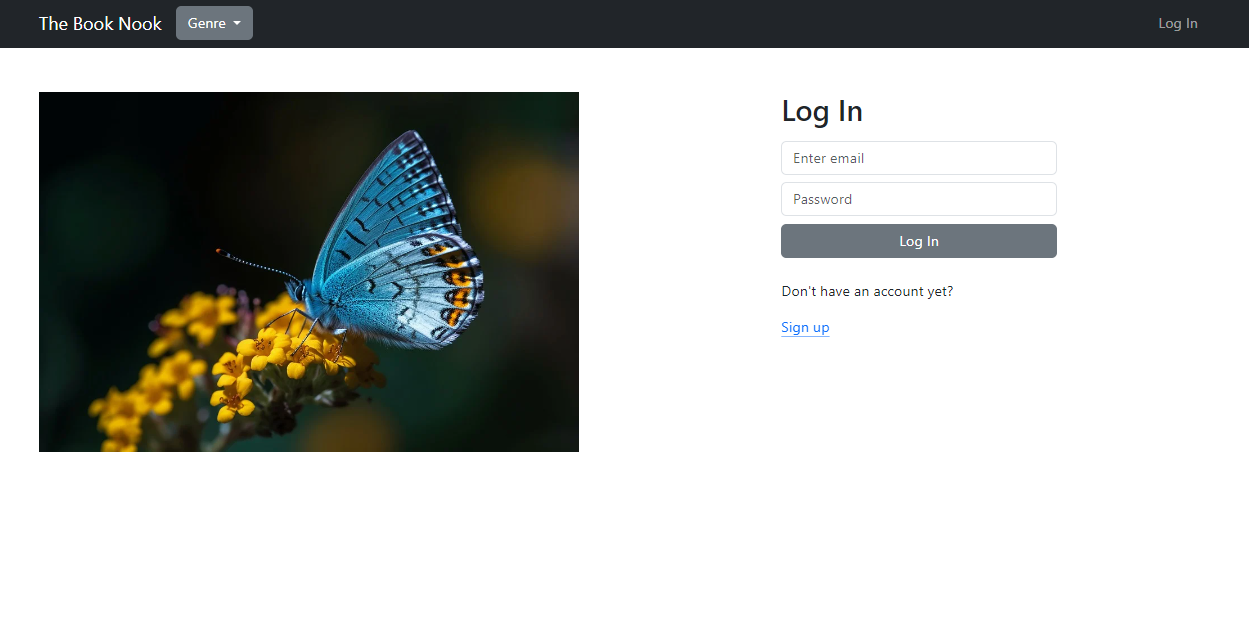 The Book Nook Genre Log In
Log In
Enter email
Password
Log In
Don't have an account yet?
Sign up